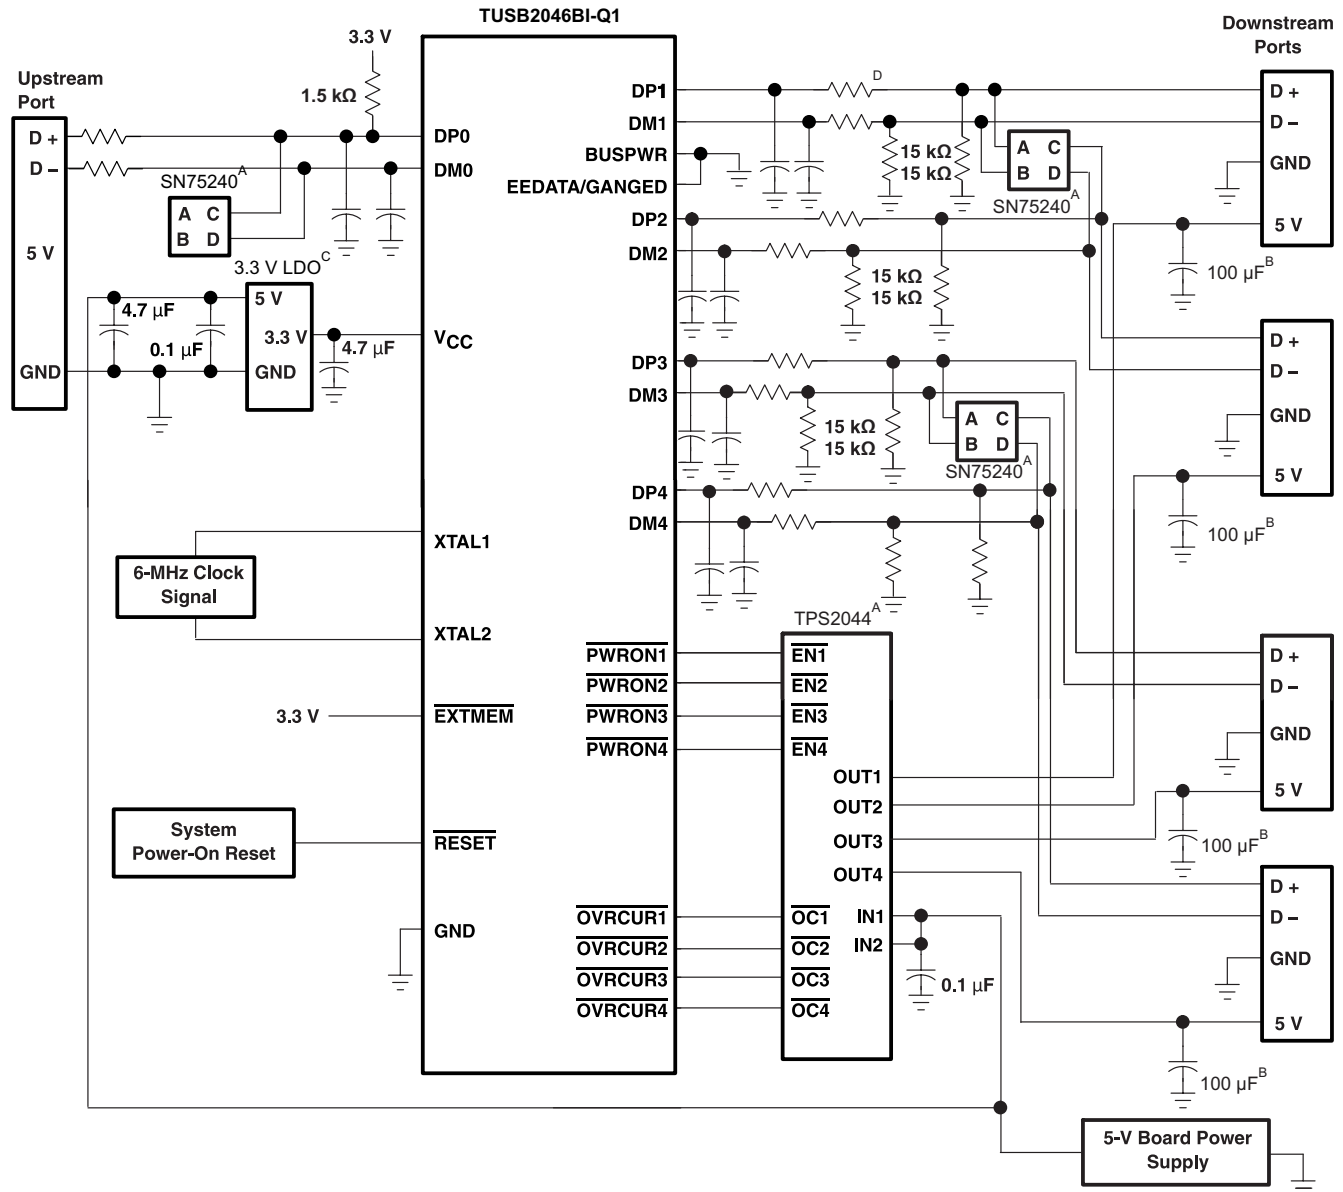 TUSB2046BI-Q1
Downstream
Ports
3.3 V
Upstream
Port
1.5 kΩ
D +
D –
5 V
GND
SN75240A
A C
B D
3.3 V LDOC
5 V
3.3 V
GND
4.7 µF
0.1 µF
4.7 µF
DP0
DM0
VCC
XTAL1
XTAL2
6-MHz Clock
Signal
3.3 V
EXTMEM
System
Power-On Reset
RESET
GND
DP1
DM1
BUSPWR
EEDATA/GANGED
DP2
DM2
DP3
DM3
DP4
DM4
PWRON1
PWRON2
PWRON3
PWRON4
OVRCUR1
OVRCUR2
OVRCUR3
OVRCUR4
D
15 kΩ
15 kΩ
A C
B D
SN75240A
15 kΩ
15 kΩ
15 kΩ
15 kΩ
A C
B D
SN75240A
TPS2044A
EN1
EN2
EN3
EN4
OUT1
OUT2
OUT3
OUT4
OC1
OC2
OC3
OC4
IN1
IN2
0.1 µF
D +
D –
GND
5 V
100 µFB
D +
D –
GND
5 V
100 µFB
D +
D –
GND
5 V
100 µFB
D +
D –
GND
5 V
100 µFB
5-V Board Power
Supply